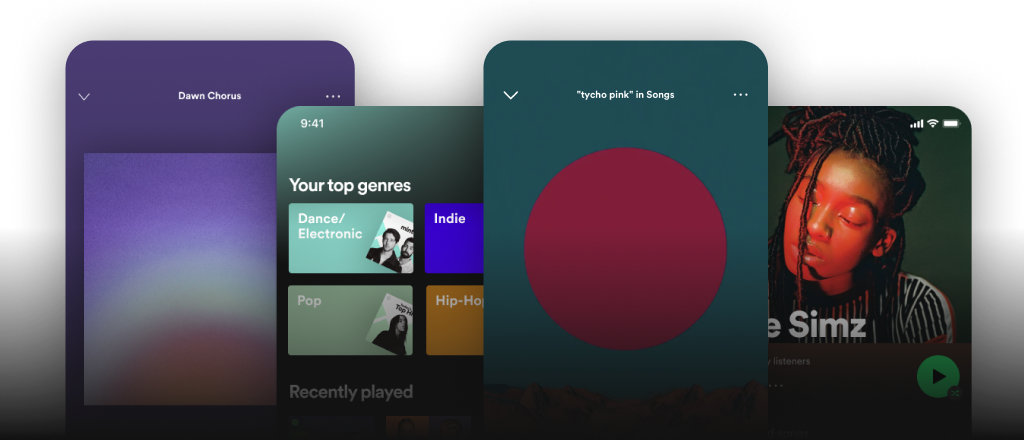 Dawn Chorus
9:41
Your top genres
Dance/
Electronic
Indie
Pop
Hip-Hop
Recently played
"tycho pink" in Songs
e Simz
y listeners